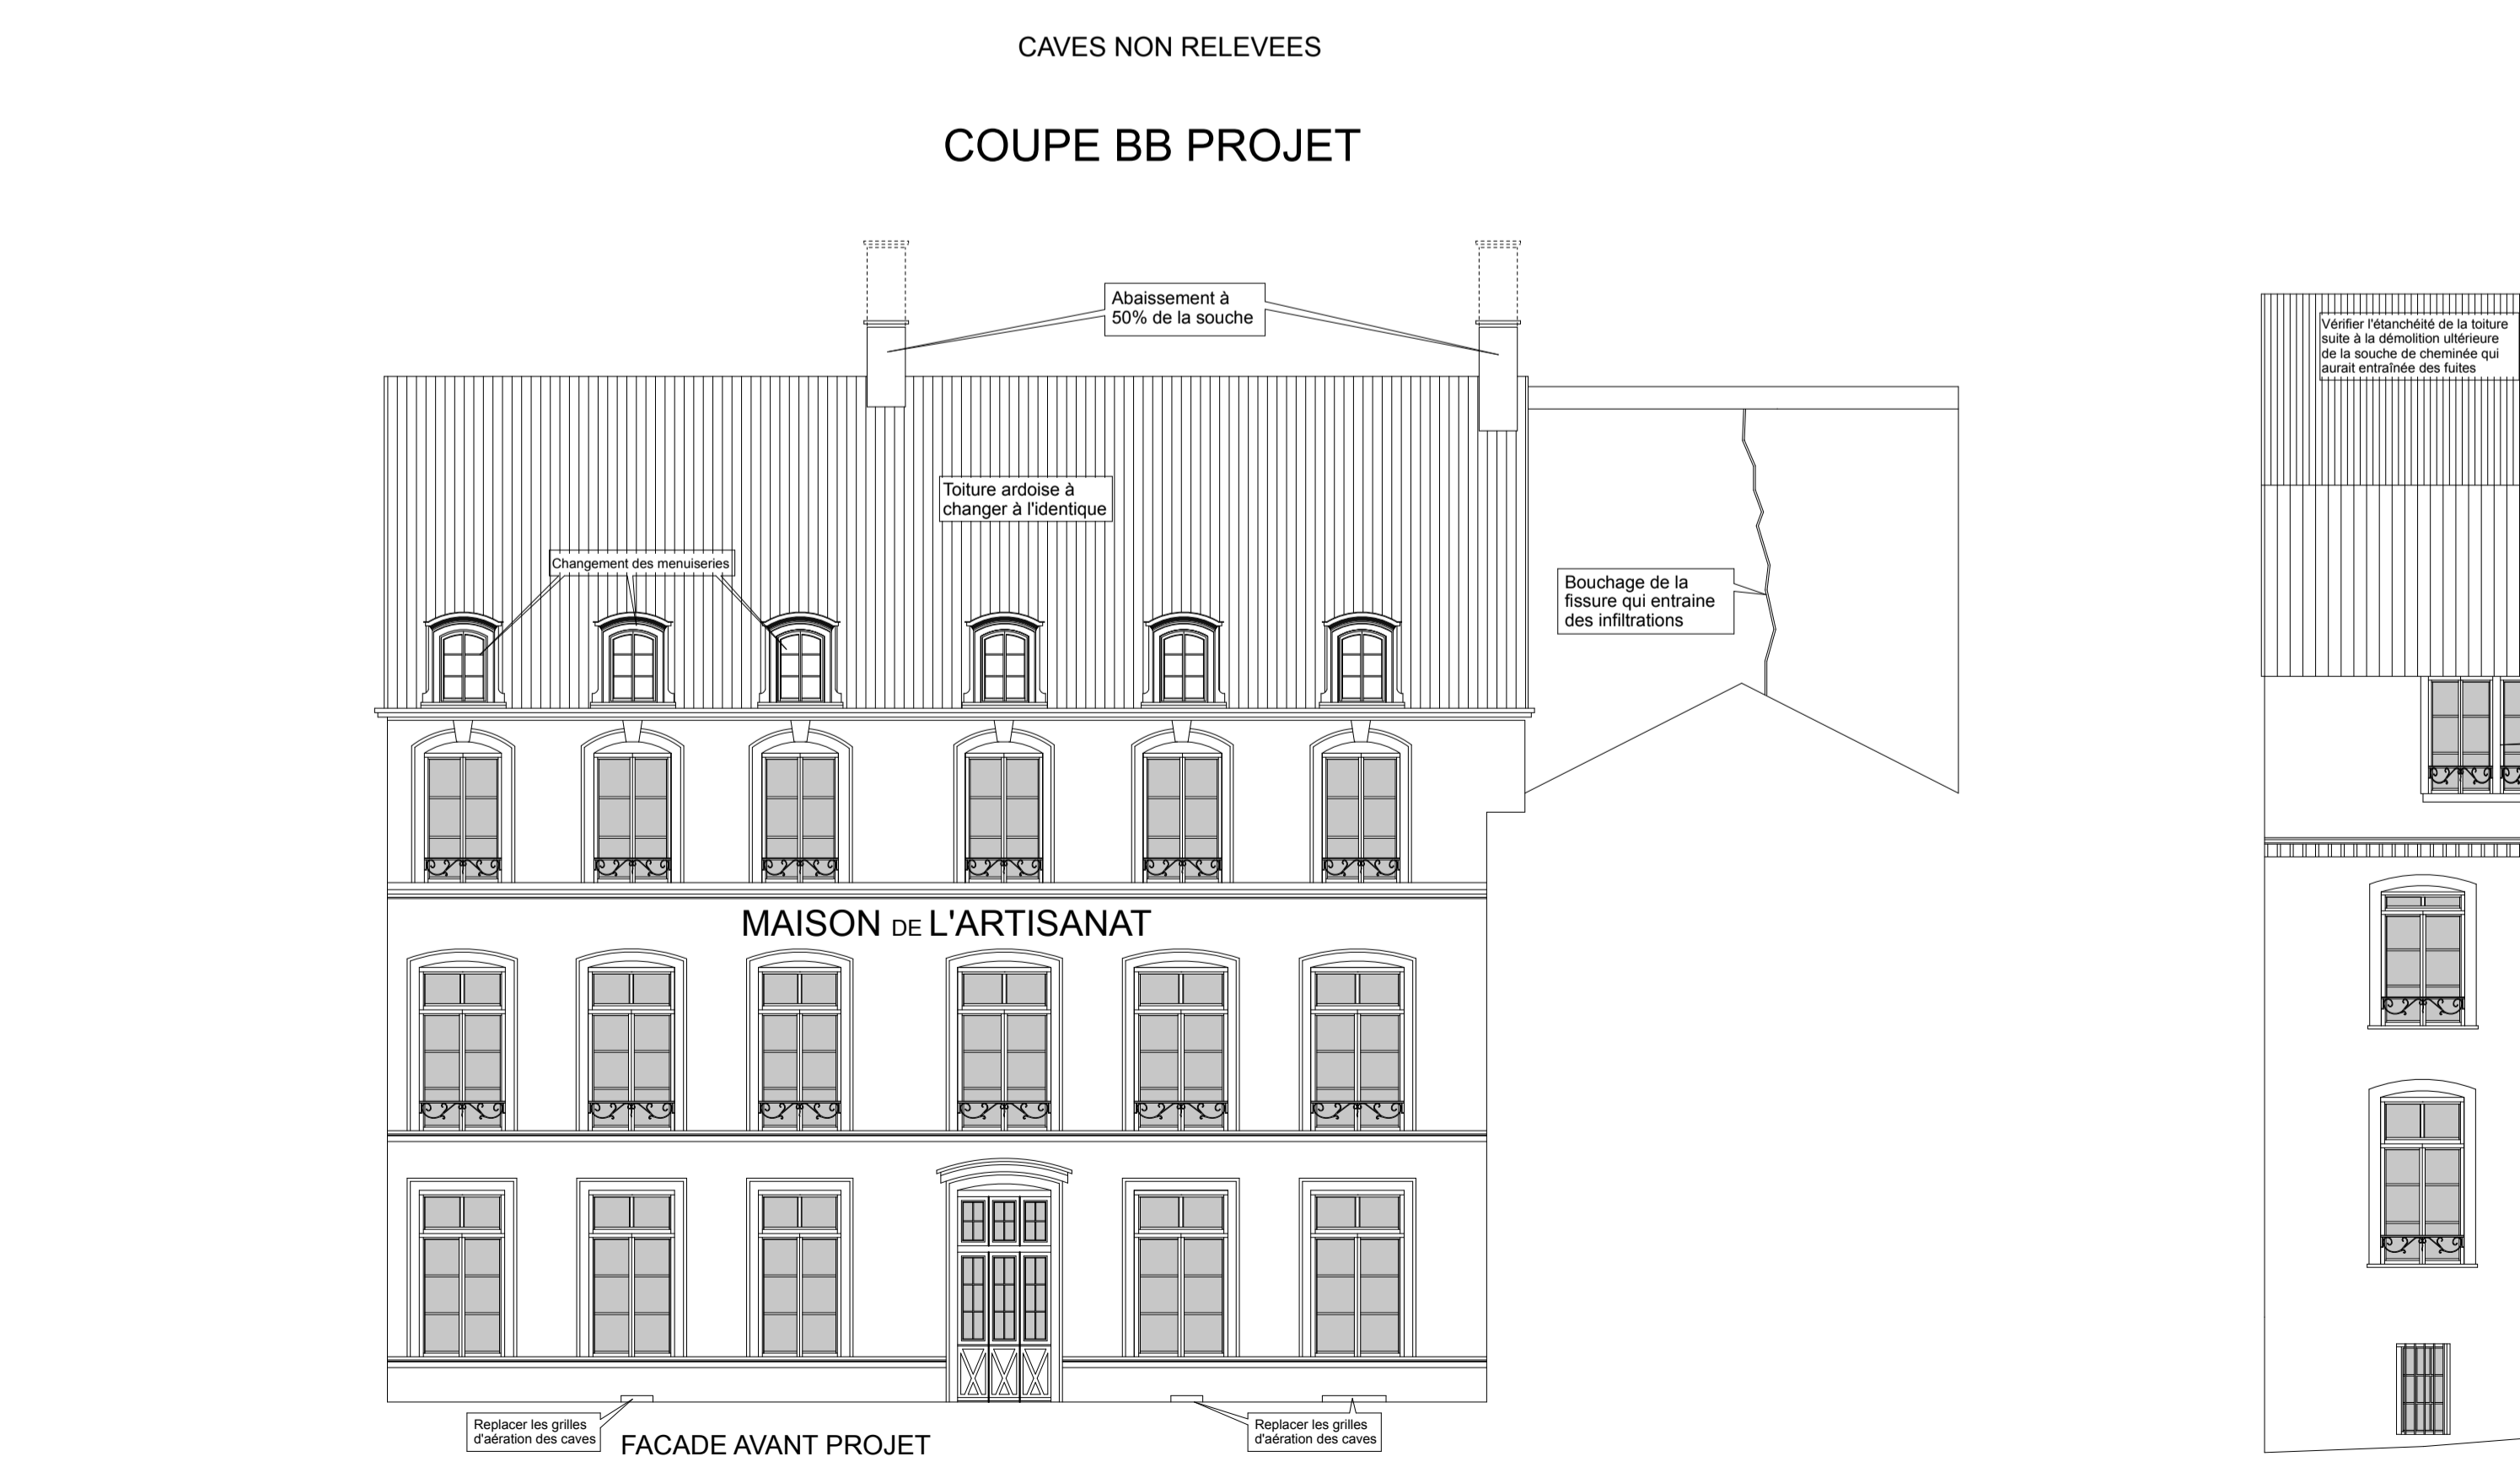 CAVES NON RELEVEES
COUPE BB PROJET
Abaissement à
50% de la souche
Vérifier l'étanchéité de la toiture
suite à la démolition ultérieure
de la souche de cheminée qui
aurait entraînée des fuites
Toiture ardoise à
changer à l'identique
Changement des menuiseries
Bouchage de la
fissure qui entraine
des infiltrations
MAISON DE L'ARTISANAT
Replacer les grilles
d'aération des caves
Replacer les grilles
d'aération des caves
FACADE AVANT PROJET